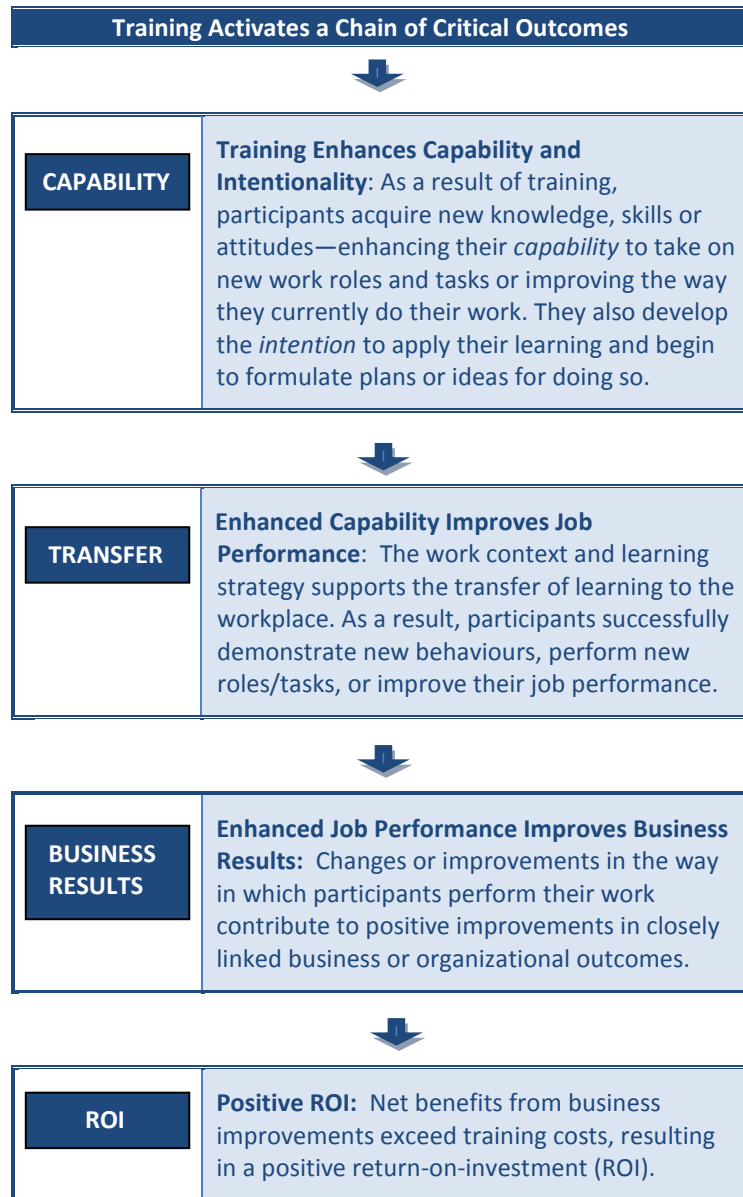 Training Activates a Chain of Critical Outcomes
CAPABILITY
Training Enhances Capability and
Intentionality: As a result of training,
participants acquire new knowledge, skills or
attitudes—enhancing their capability to take on
new work roles and tasks or improving the way
they currently do their work. They also develop
the intention to apply their learning and begin
to formulate plans or ideas for doing so.
TRANSFER
Enhanced Capability Improves Job
Performance: The work context and learning
strategy supports the transfer of learning to the
workplace. As a result, participants successfully
demonstrate new behaviours, perform new
roles/tasks, or improve their job performance.
BUSINESS
RESULTS
Enhanced Job Performance Improves Business
Results: Changes or improvements in the way
in which participants perform their work
contribute to positive improvements in closely
linked business or organizational outcomes.
ROI
Positive ROI: Net benefits from business
improvements exceed training costs, resulting
in a positive return-on-investment (ROI).